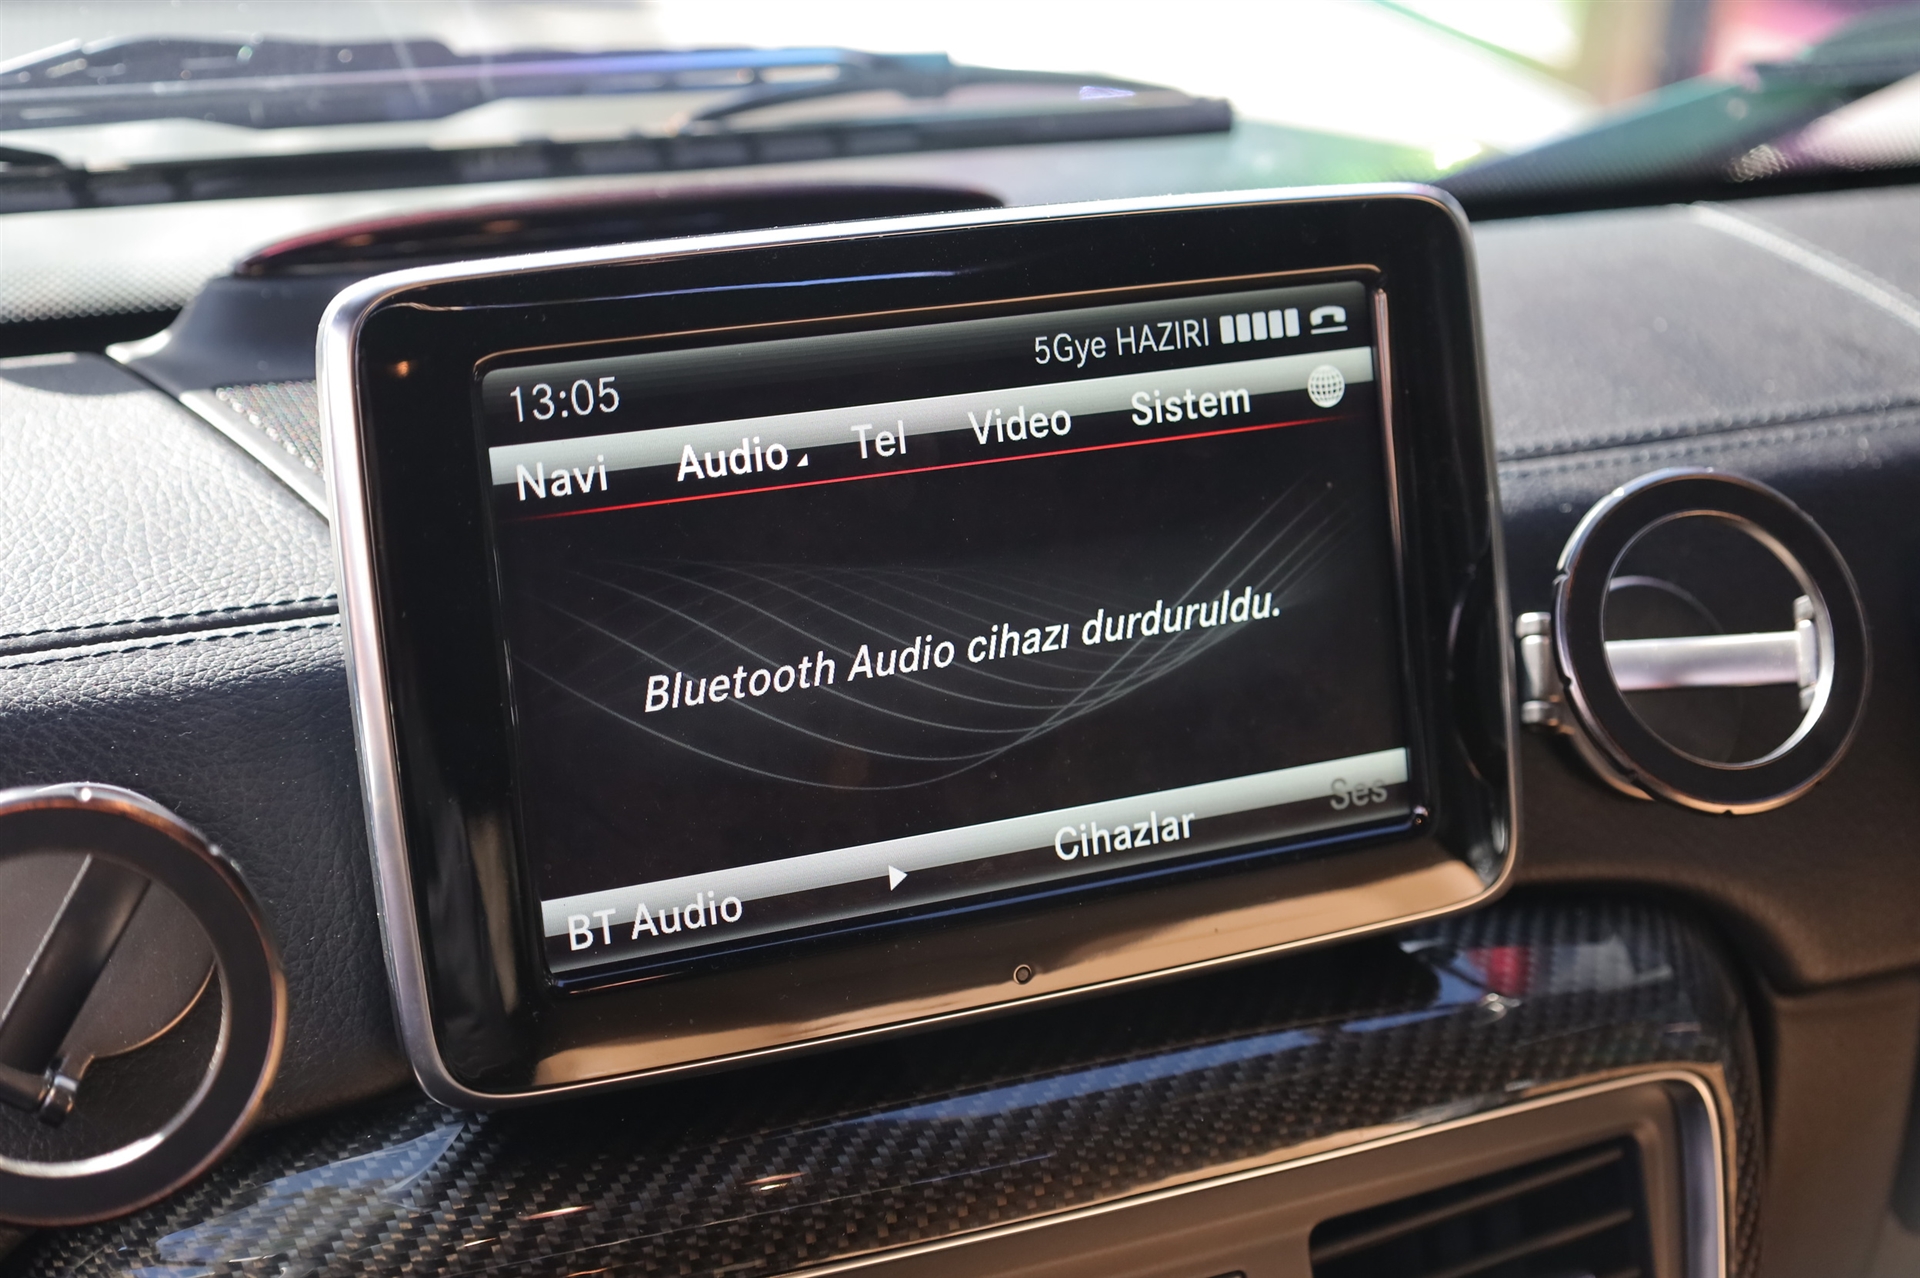 5Gye HAZIRI
13:05
Navi Audio Tel Video Sistem
Bluetooth Audio cihazı durduruldu.
BT Audio Cihazlar Ses